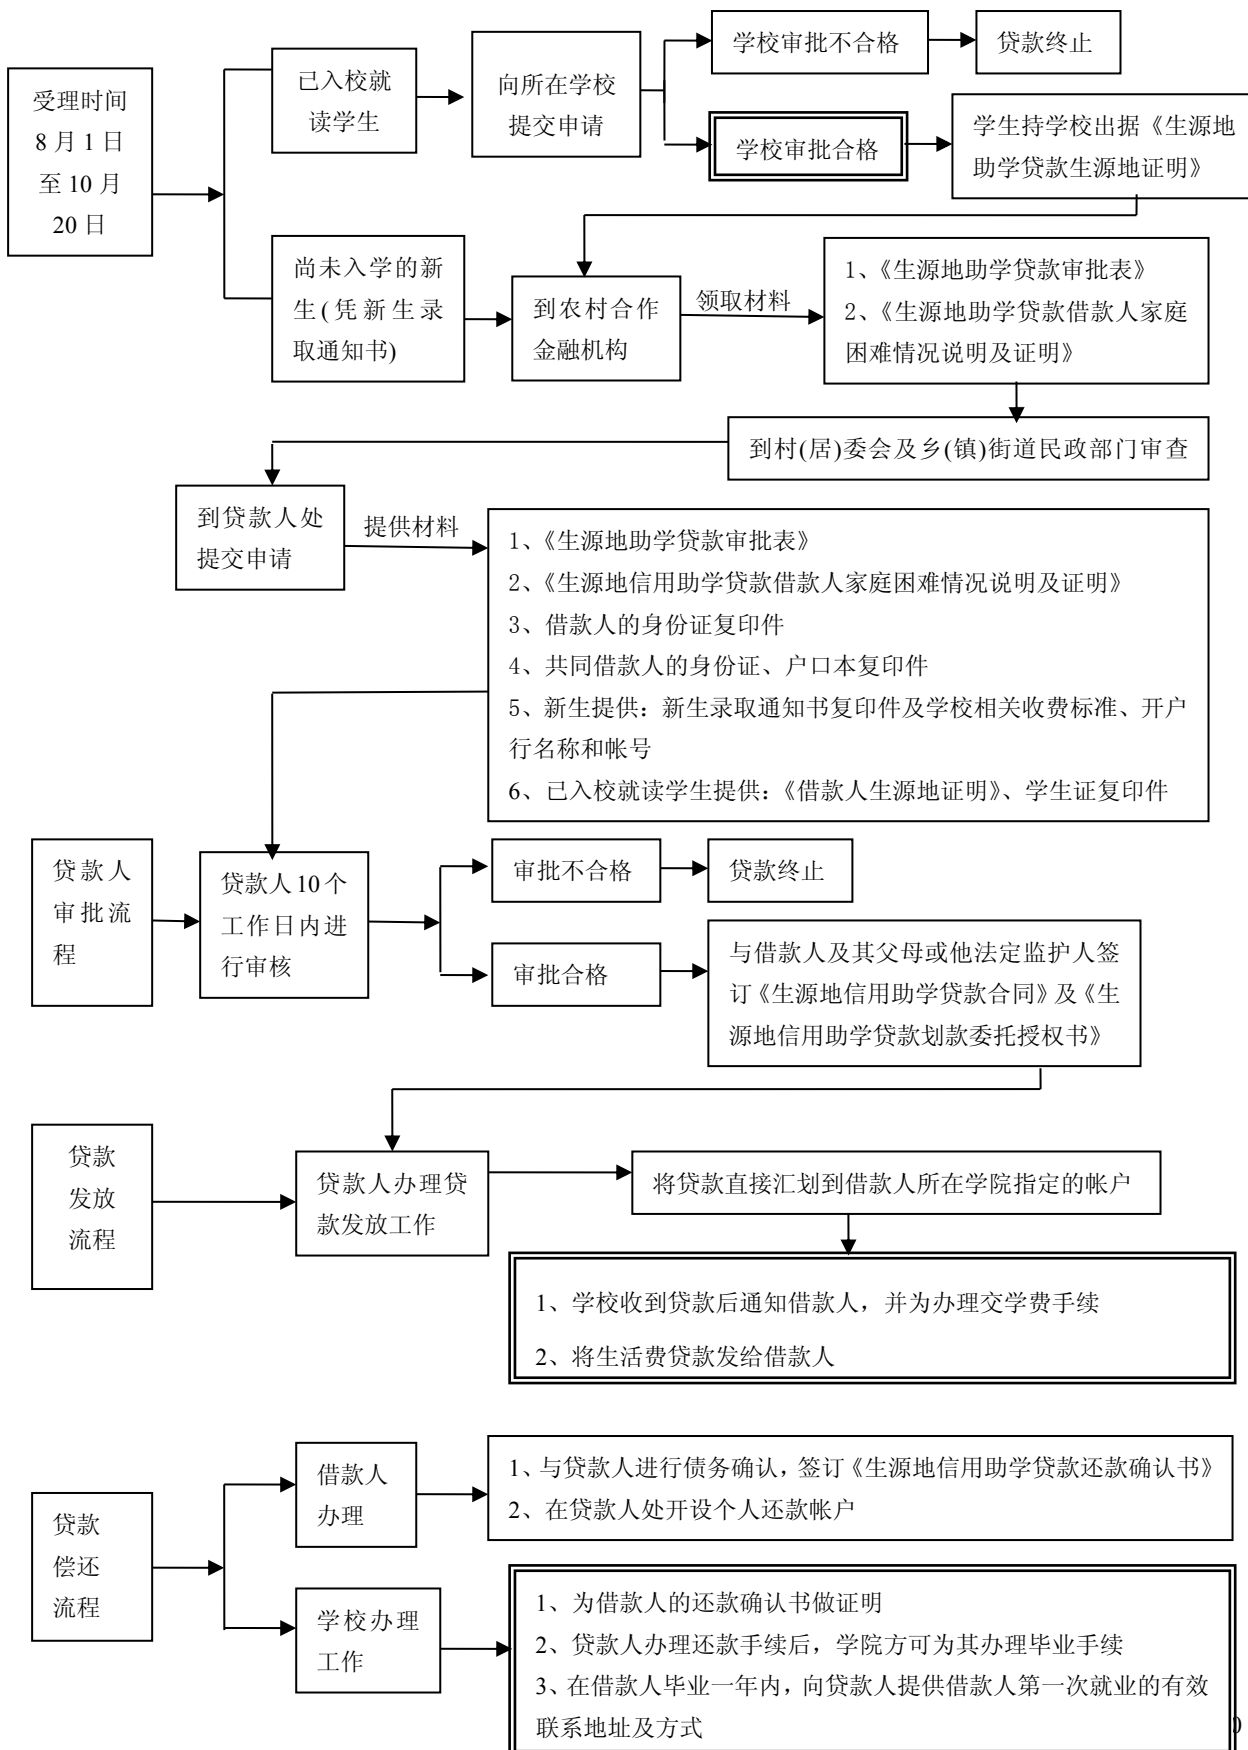 受理时间
8 月 1 日
至 10 月
20 日
已入校就
读学生
向所在学校
提交申请
学校审批不合格
贷款终止
学校审批合格
学生持学校出据《生源地
助学贷款生源地证明》
尚未入学的新
生(凭新生录
取通知书)
到农村合作
金融机构
领取材料
1、《生源地助学贷款审批表》
2、《生源地助学贷款借款人家庭
困难情况说明及证明》
到村(居)委会及乡(镇)街道民政部门审查
到贷款人处
提交申请
提供材料
1、《生源地助学贷款审批表》
2、《生源地信用助学贷款借款人家庭困难情况说明及证明》
3、借款人的身份证复印件
4、共同借款人的身份证、户口本复印件
5、新生提供：新生录取通知书复印件及学校相关收费标准、开户
行名称和帐号
6、已入校就读学生提供：《借款人生源地证明》、学生证复印件
贷款人
审批流
程
贷款人 10 个
工作日内进
行审核
审批不合格
贷款终止
审批合格
与借款人及其父母或他法定监护人签
订《生源地信用助学贷款合同》及《生
源地信用助学贷款划款委托授权书》
贷款
发放
流程
贷款人办理贷
款发放工作
将贷款直接汇划到借款人所在学院指定的帐户
1、学校收到贷款后通知借款人，并为办理交学费手续
2、将生活费贷款发给借款人
贷款
偿还
流程
借款人
办理
1、与贷款人进行债务确认，签订《生源地信用助学贷款还款确认书》
2、在贷款人处开设个人还款帐户
学校办理
工作
1、为借款人的还款确认书做证明
2、贷款人办理还款手续后，学院方可为其办理毕业手续
3、在借款人毕业一年内，向贷款人提供借款人第一次就业的有效
联系地址及方式